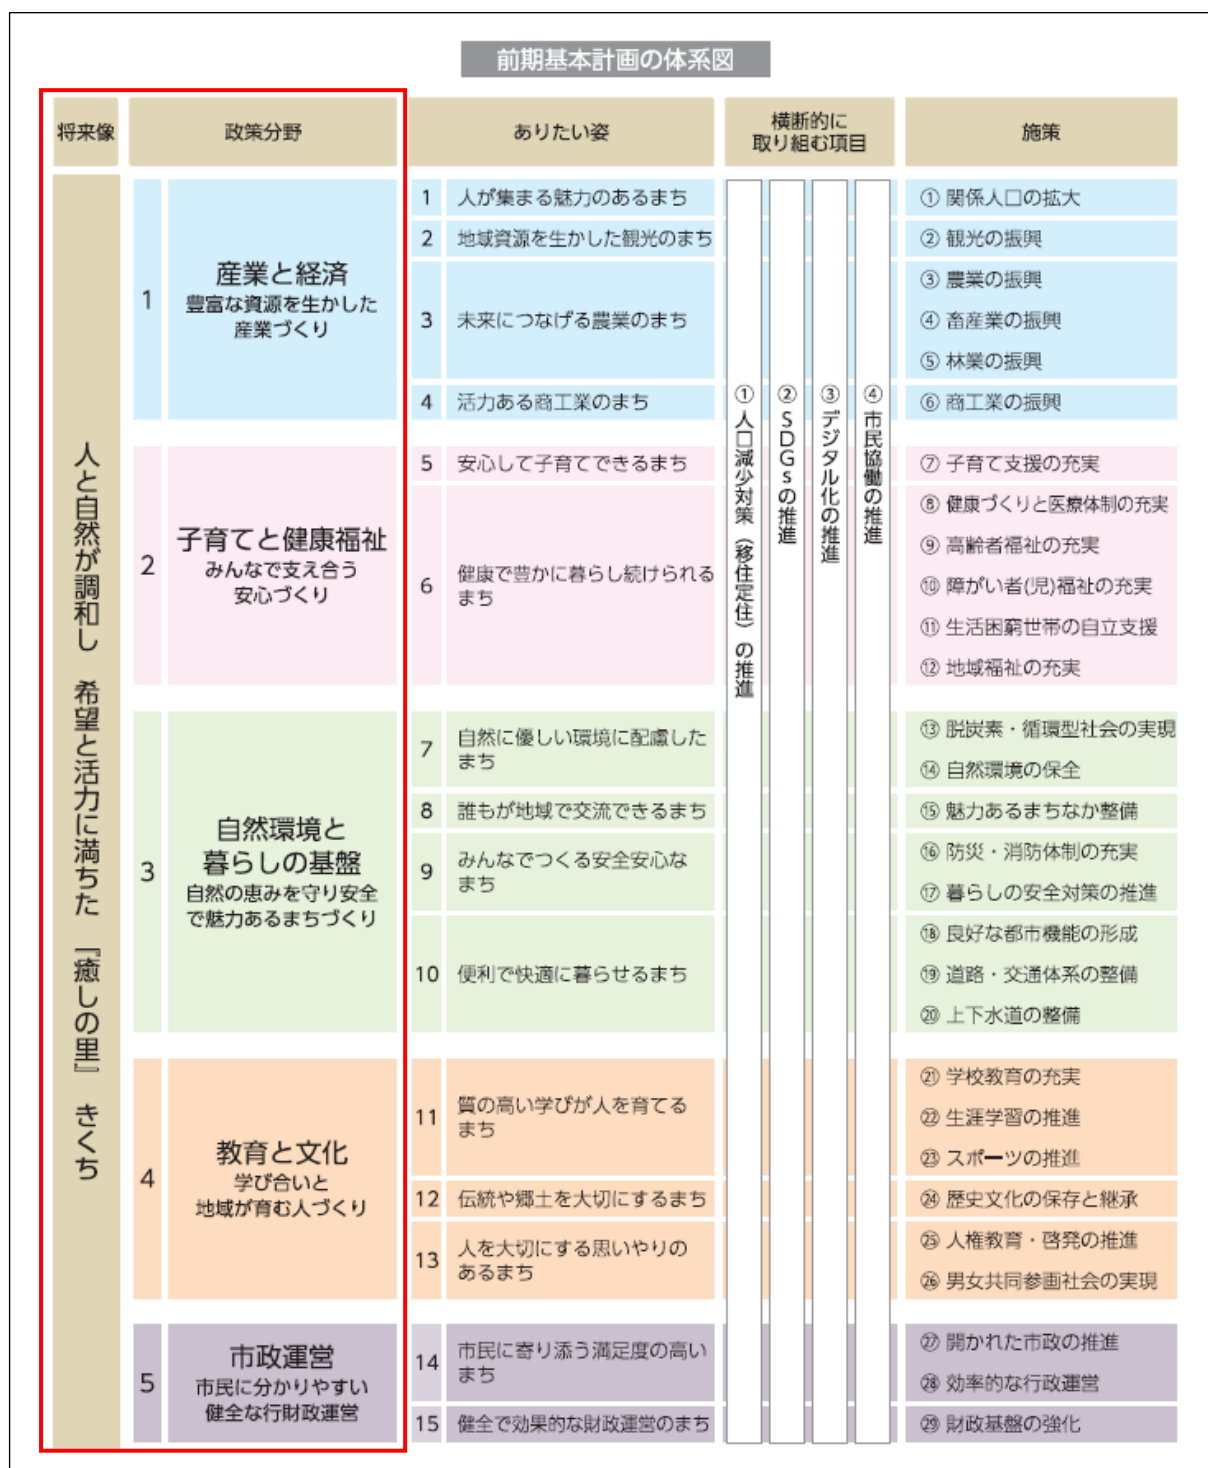 前期基本計画の体系図
将来像
政策分野
ありたい姿
横断的に
取り組む項目
施策
人と自然が調和し 希望と活力に満ちた 『癒しの里』 きくち
1
産業と経済
豊富な資源を生かした
産業づくり
1 人が集まる魅力のあるまち
2 地域資源を生かした観光のまち
3 未来につなげる農業のまち
4 活力ある商工業のまち
① 関係人口の拡大
② 観光の振興
③ 農業の振興
④ 畜産業の振興
⑤ 林業の振興
⑥ 商工業の振興
2
子育てと健康福祉
みんなで支え合う
安心づくり
5 安心して子育てできるまち
6 健康で豊かに暮らし続けられる
まち
⑦ 子育て支援の充実
⑧ 健康づくりと医療体制の充実
⑨ 高齢者福祉の充実
⑩ 障がい者(児)福祉の充実
⑪ 生活困窮世帯の自立支援
⑫ 地域福祉の充実
3
自然環境と
暮らしの基盤
自然の恵みを守り安全
で魅力あるまちづくり
7 自然に優しい環境に配慮した
まち
8 誰もが地域で交流できるまち
9 みんなでつくる安全安心な
まち
10 便利で快適に暮らせるまち
⑬ 脱炭素・循環型社会の実現
⑭ 自然環境の保全
⑮ 魅力あるまちなか整備
⑯ 防災・消防体制の充実
⑰ 暮らしの安全対策の推進
⑱ 良好な都市機能の形成
⑲ 道路・交通体系の整備
⑳ 上下水道の整備
4
教育と文化
学び合いと
地域が育む人づくり
11 質の高い学びが人を育てる
まち
12 伝統や郷土を大切にするまち
13 人を大切にする思いやりの
あるまち
㉑ 学校教育の充実
㉒ 生涯学習の推進
㉓ スポーツの推進
㉔ 歴史文化の保存と継承
㉕ 人権教育・啓発の推進
㉖ 男女共同参画社会の実現
5
市政運営
市民に分かりやすい
健全な行財政運営
14 市民に寄り添う満足度の高い
まち
15 健全で効果的な財政運営のまち
㉗ 開かれた市政の推進
㉘ 効率的な行政運営
㉙ 財政基盤の強化
① 人口減少対策（移住定住）の推進
② SDGsの推進
③ デジタル化の推進
④ 市民協働の推進